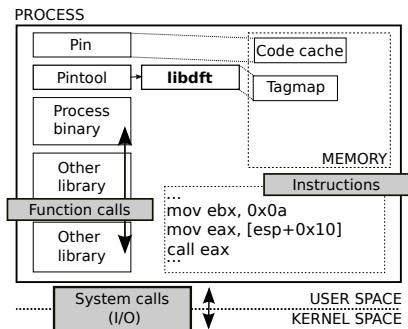 PROCESS
Pin
Code cache
Pintool
libdft
Tagmap
Process
binary
MEMORY
Other
library
Instructions
Function calls
...
mov ebx, 0x0a
mov eax, [esp+0x10]
call eax
...
Other
library
System calls
(I/O)
USER SPACE
KERNEL SPACE